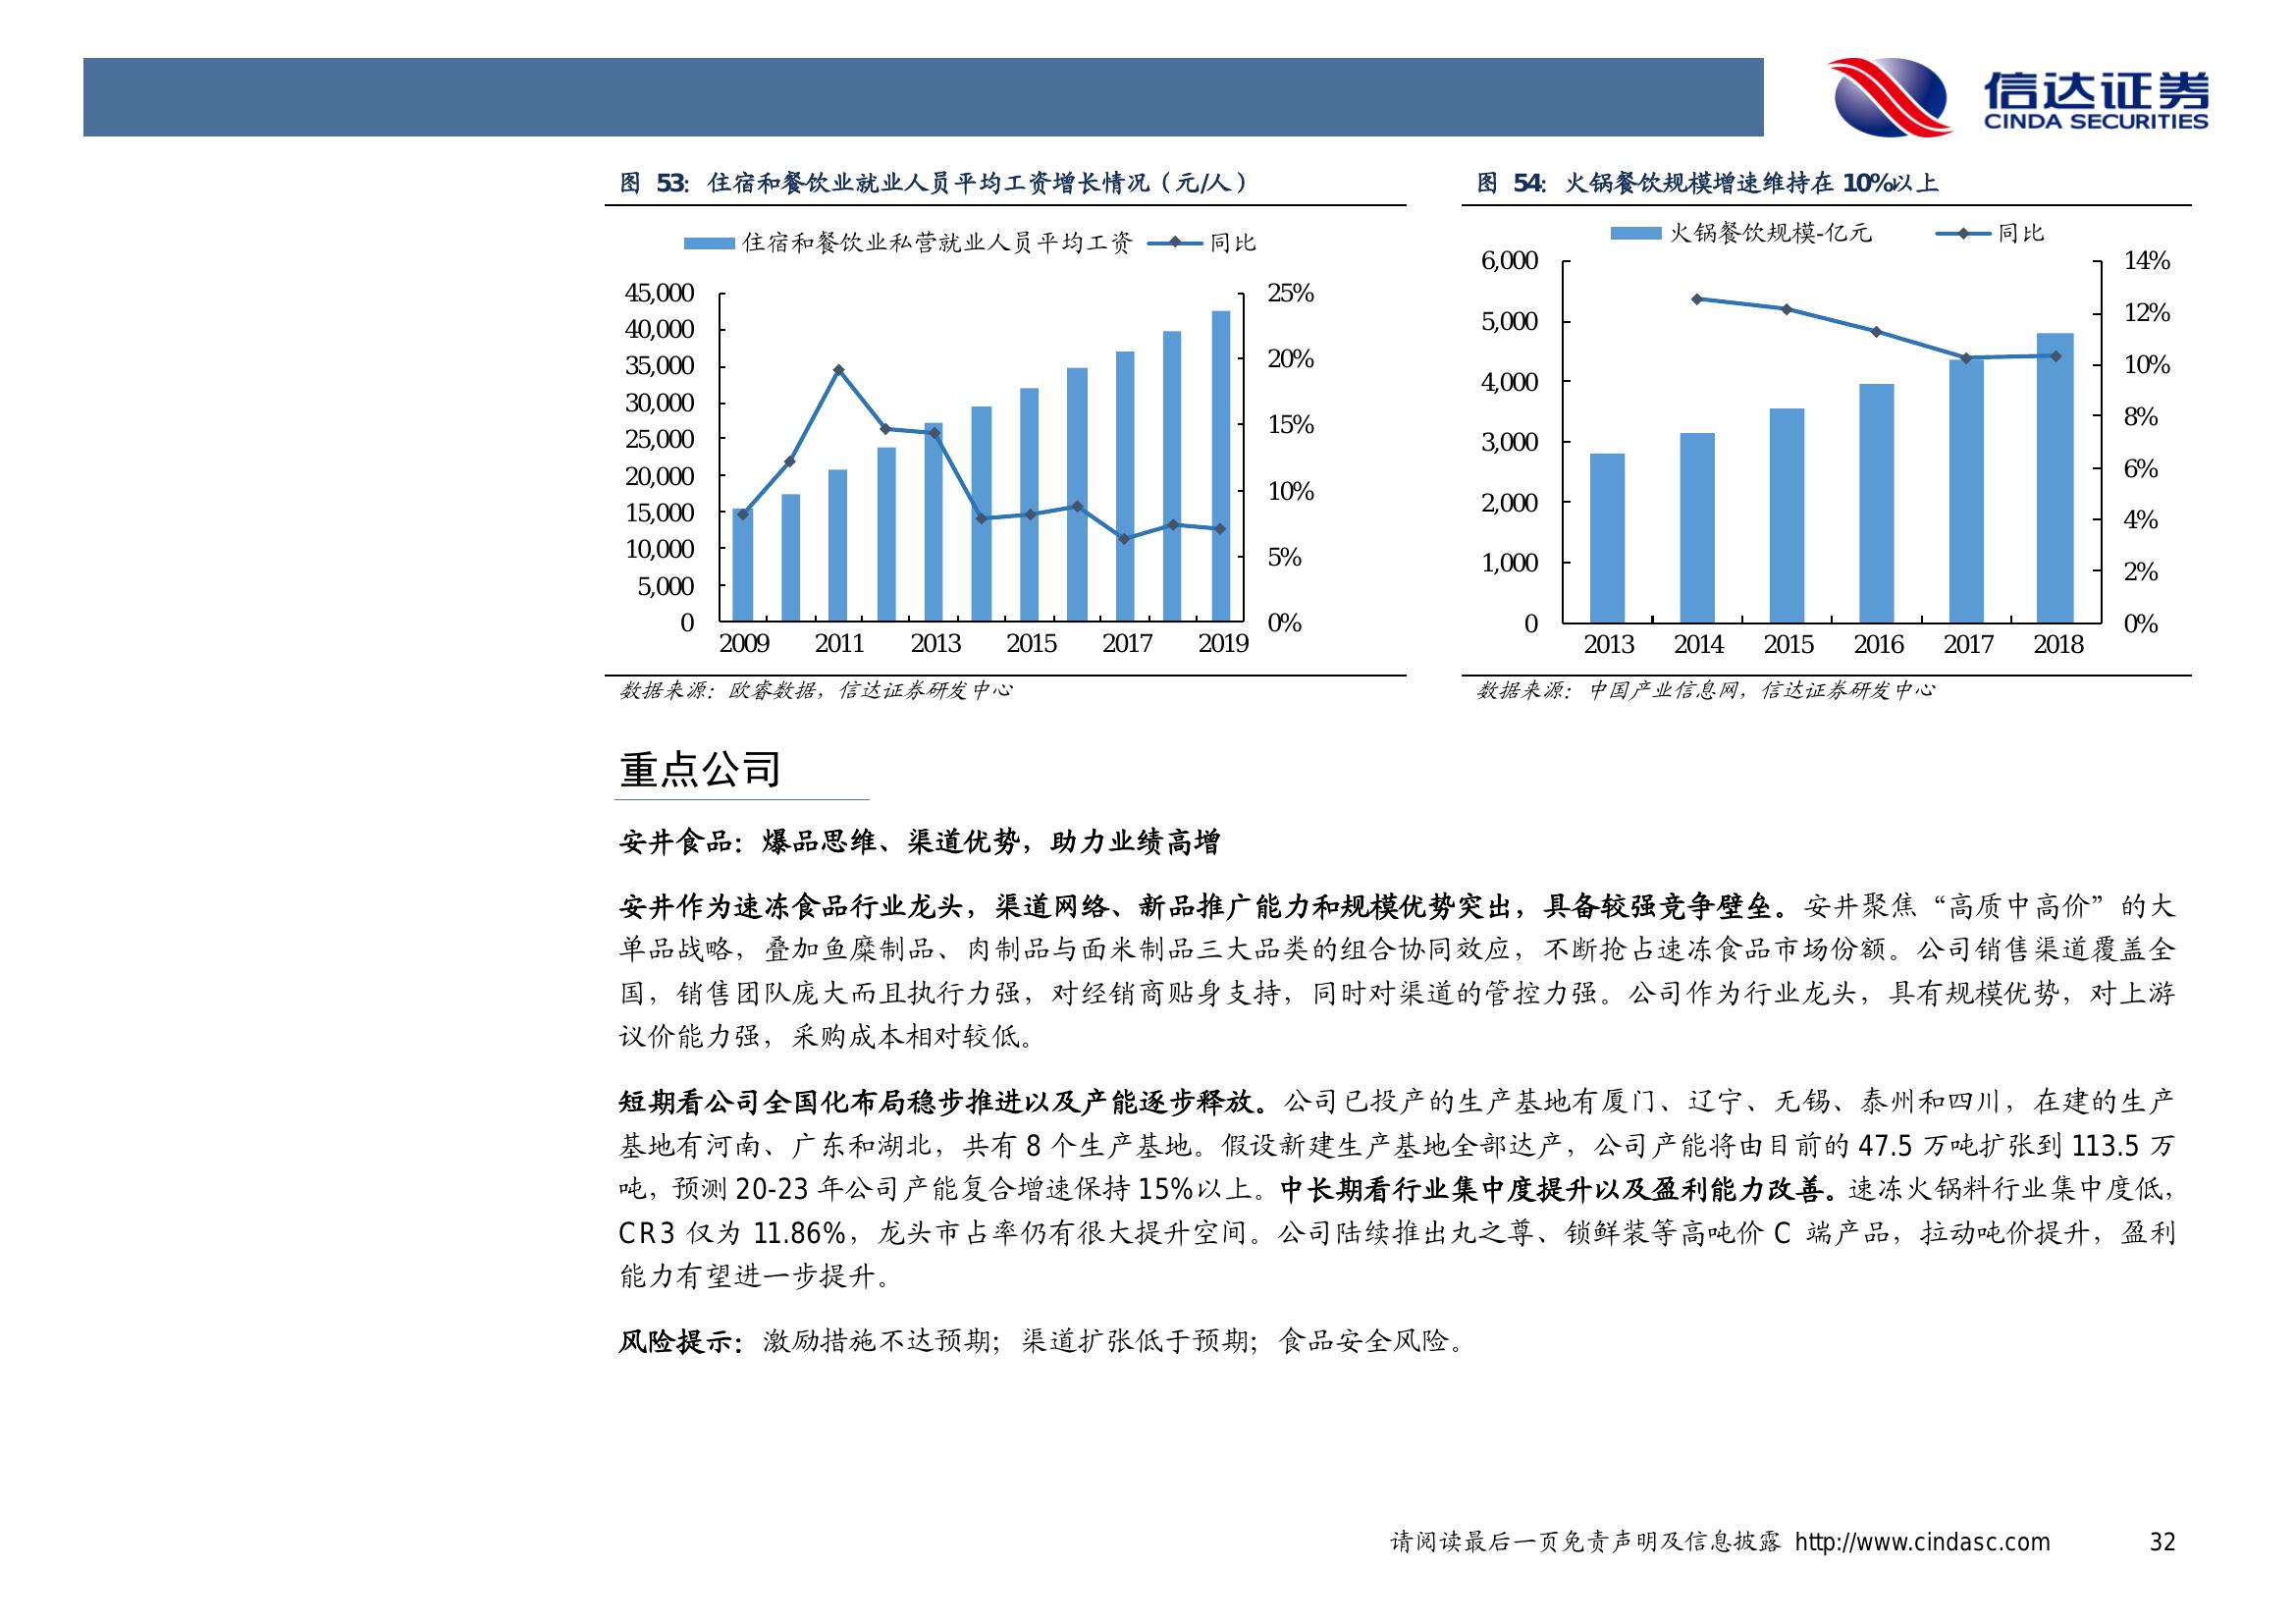 信达证券
CINDA SECURITIES
图 53：住宿和餐饮业就业人员平均工资增长情况（元/人）
住宿和餐饮业私营就业人员平均工资
同比
45,000
40,000
35,000
30,000
25,000
20,000
15,000
10,000
5,000
0
25%
20%
15%
10%
5%
0%
2009 2011 2013 2015 2017 2019
数据来源：欧睿数据，信达证券研发中心
图 54：火锅餐饮规模增速维持在 10%以上
火锅餐饮规模-亿元
同比
6,000
5,000
4,000
3,000
2,000
1,000
0
14%
12%
10%
8%
6%
4%
2%
0%
2013 2014 2015 2016 2017 2018
数据来源：中国产业信息网，信达证券研发中心
重点公司
安井食品：爆品思维、渠道优势，助力业绩高增
安井作为速冻食品行业龙头，渠道网络、新品推广能力和规模优势突出，具备较强竞争壁垒。安井聚焦“高质中高价”的大
单品战略，叠加鱼糜制品、肉制品与面米制品三大品类的组合协同效应，不断抢占速冻食品市场份额。公司销售渠道覆盖全
国，销售团队庞大而且执行力强，对经销商贴身支持，同时对渠道的管控力强。公司作为行业龙头，具有规模优势，对上游
议价能力强，采购成本相对较低。
短期看公司全国化布局稳步推进以及产能逐步释放。公司已投产的生产基地有厦门、辽宁、无锡、泰州和四川，在建的生产
基地有河南、广东和湖北，共有 8 个生产基地。假设新建生产基地全部达产，公司产能将由目前的 47.5 万吨扩张到 113.5 万
吨，预测 20-23 年公司产能复合增速保持 15%以上。中长期看行业集中度提升以及盈利能力改善。速冻火锅料行业集中度低，
CR3 仅为 11.86%，龙头市占率仍有很大提升空间。公司陆续推出丸之尊、锁鲜装等高吨价 C 端产品，拉动吨价提升，盈利
能力有望进一步提升。
风险提示：激励措施不达预期；渠道扩张低于预期；食品安全风险。
请阅读最后一页免责声明及信息披露 http://www.cindasc.com 32